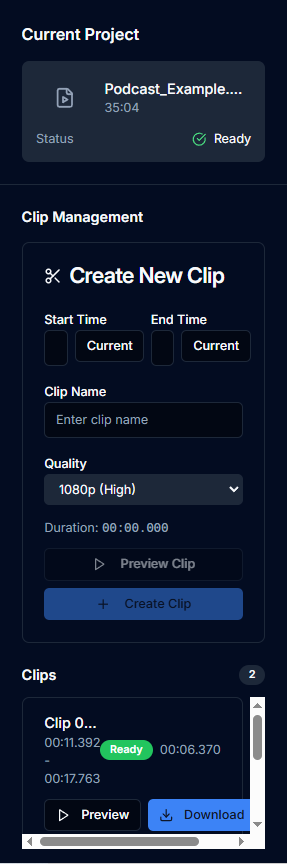 Current Project
Podcast_Example....
35:04
Status Ready
Clip Management
Create New Clip
Start Time End Time
Current Current
Clip Name
Enter clip name
Quality
1080p (High)
Duration: 00:00.000
Preview Clip
Create Clip
Clips 2
Clip 0...
00:11.392
-
00:17.763
Ready 00:06.370
Preview Download